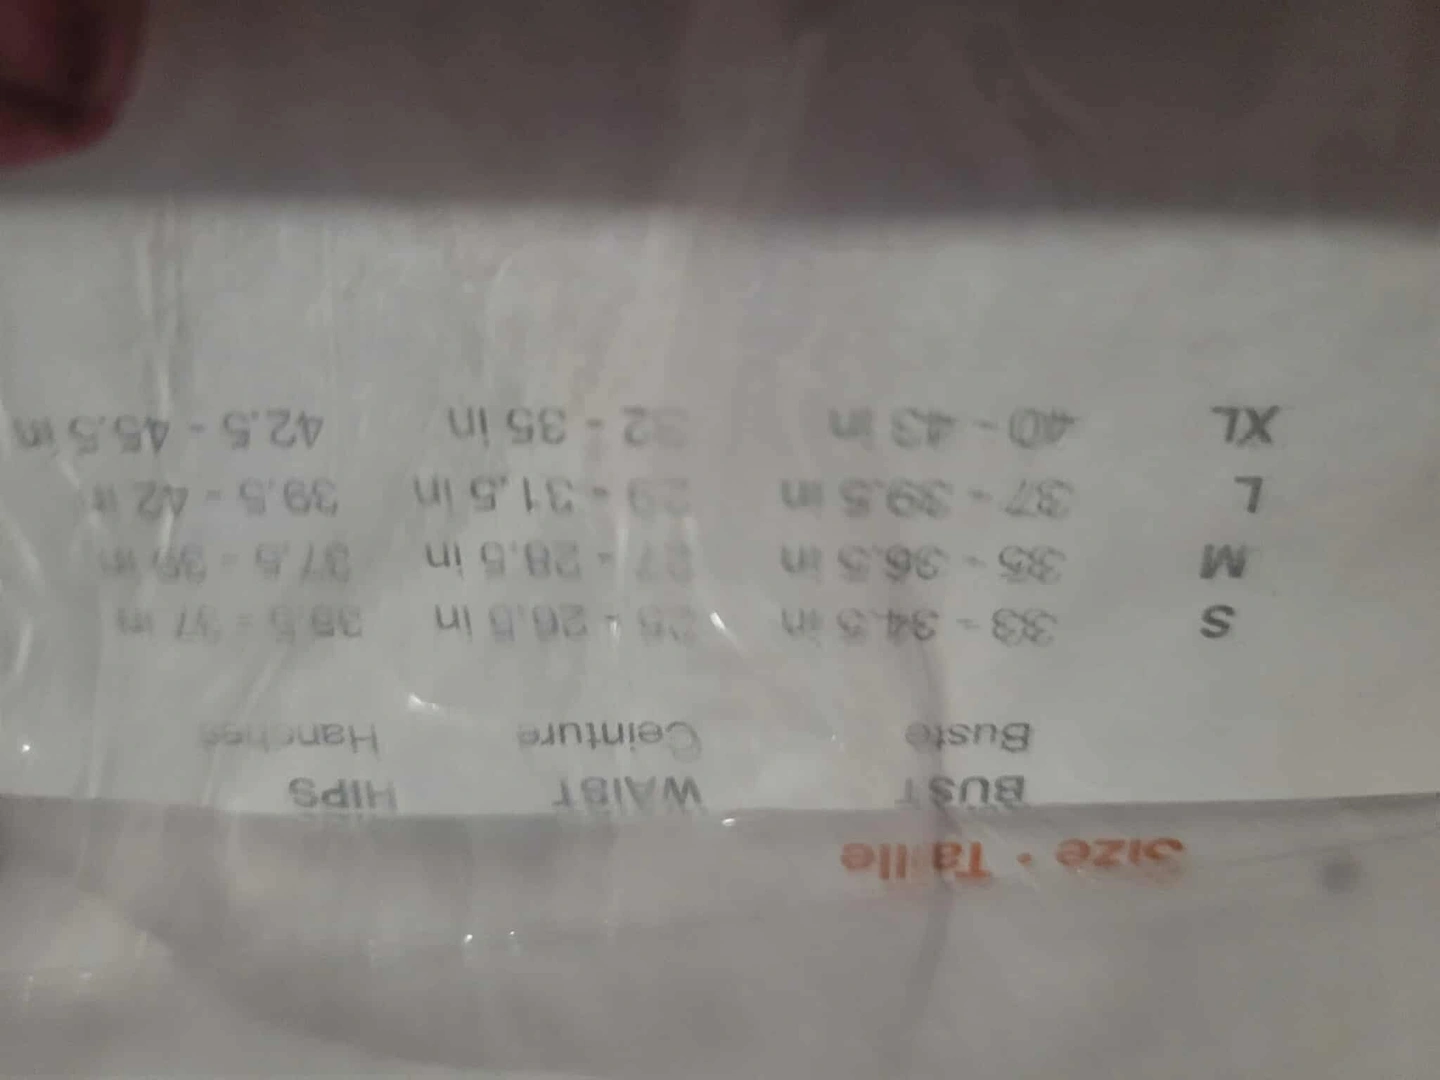 Size • Taille
BUST WAIST HIPS
Buste Ceinture Hanches
S 33 - 34.5 in 25 - 26.5 in 35.5 - 37 in
M 35 - 36.5 in 27 - 28.5 in 37.5 - 39 in
L 37 - 39.5 in 29 - 31.5 in 39.5 - 42 in
XL 40 - 43 in 32 - 35 in 42.5 - 45.5 in